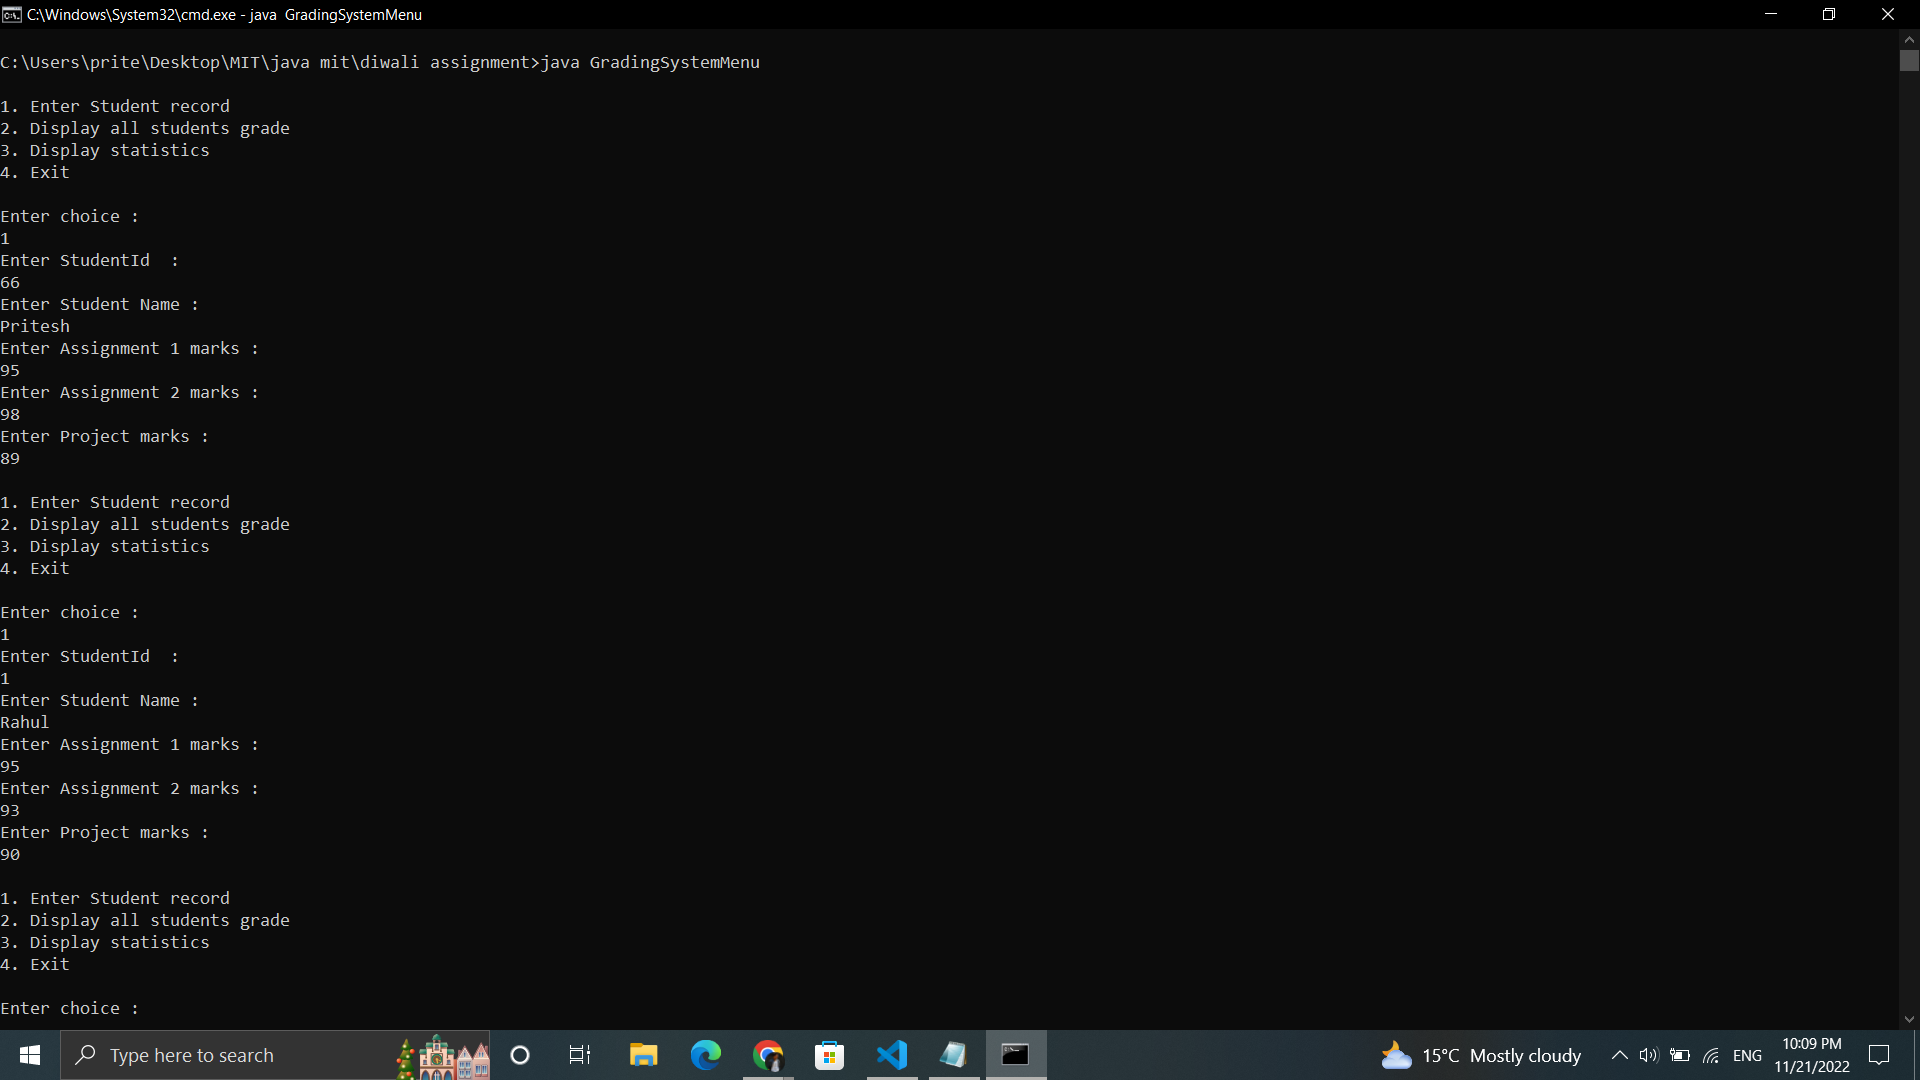 C:\Windows\System32\cmd.exe - java  GradingSystemMenu
C:\Users\prite\Desktop\MIT\java mit\diwali assignment>java GradingSystemMenu
1. Enter Student record
2. Display all students grade
3. Display statistics
4. Exit
Enter choice :
1
Enter StudentId  :
66
Enter Student Name :
Pritesh
Enter Assignment 1 marks :
95
Enter Assignment 2 marks :
98
Enter Project marks :
89
1. Enter Student record
2. Display all students grade
3. Display statistics
4. Exit
Enter choice :
1
Enter StudentId  :
1
Enter Student Name :
Rahul
Enter Assignment 1 marks :
95
Enter Assignment 2 marks :
93
Enter Project marks :
90
1. Enter Student record
2. Display all students grade
3. Display statistics
4. Exit
Enter choice :
Type here to search
15°C Mostly cloudy
ENG
10:09 PM
11/21/2022